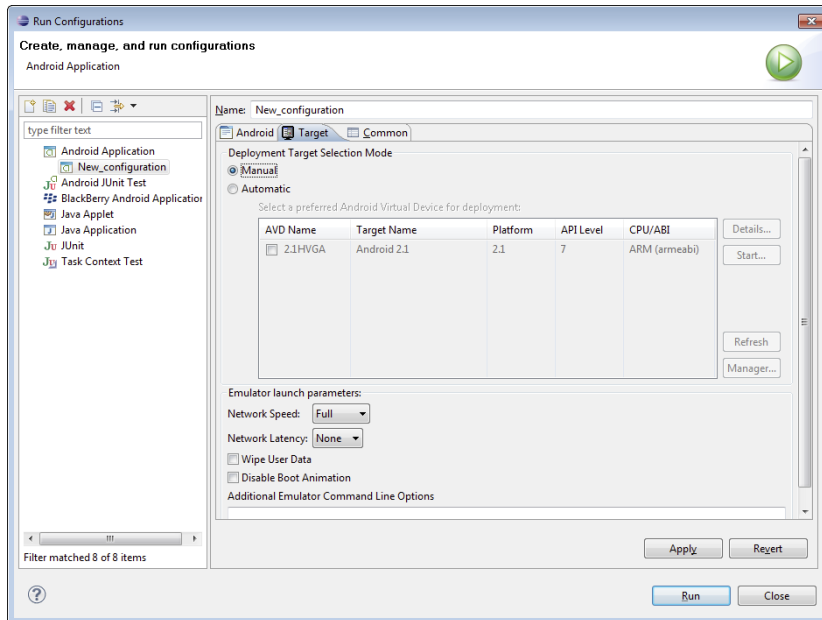 Run Configurations
Create, manage, and run configurations
Android Application
type filter text
Android Application
New_configuration
Android JUnit Test
BlackBerry Android Application
Java Applet
Java Application
JUnit
Task Context Test
Filter matched 8 of 8 items
Name: New_configuration
Android Target Common
Deployment Target Selection Mode
Manual
Automatic
Select a preferred Android Virtual Device for deployment:
AVD Name Target Name Platform API Level CPU/ABI
2.1HVGA Android 2.1 2.1 7 ARM (armeabi)
Details...
Start...
Refresh
Manager...
Emulator launch parameters:
Network Speed: Full
Network Latency: None
Wipe User Data
Disable Boot Animation
Additional Emulator Command Line Options
Apply Revert
Run Close